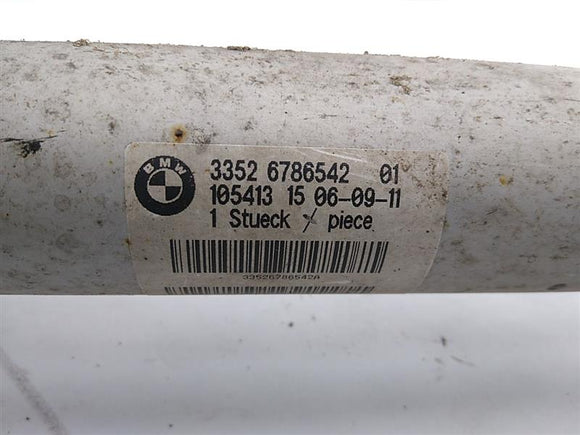 BMW
3352 6786542 01
105413 15 06-09-11
1 Stueck / piece
33526786542A